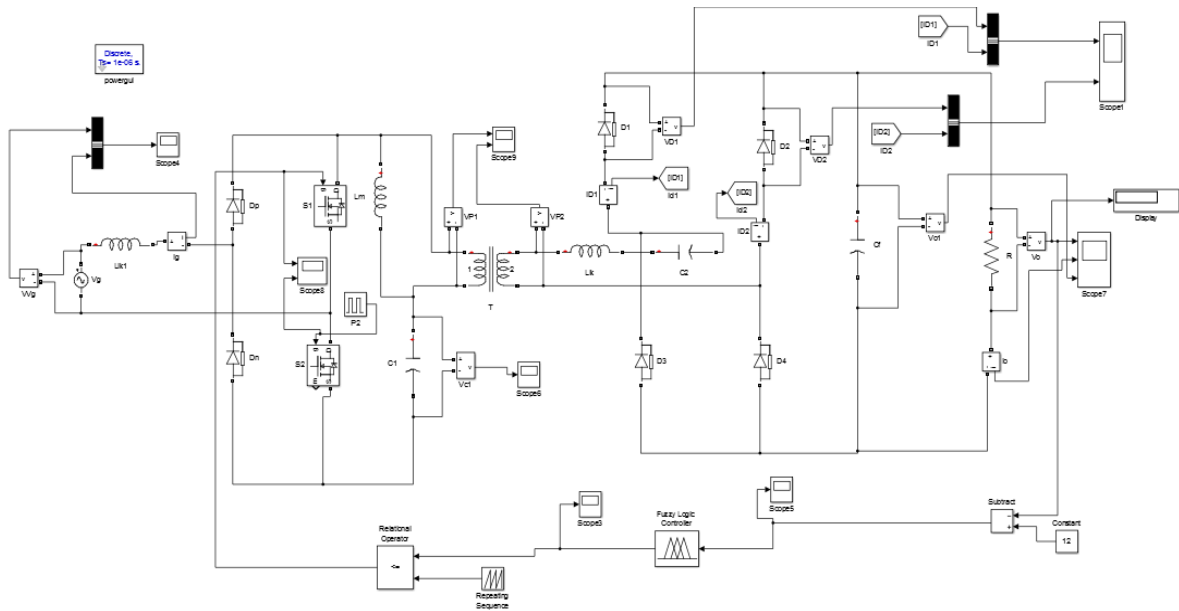 Discrete,
Ts= 1e-06 s.
powergui
Scope4
Vg
VVg
Lk1
Ig
Dp
Dn
S1
g
D
S
Scope8
P2
S2
g
D
m
S
Lm
C1
Vc1
Scope6
VP1
Scope9
VP2
1
2
T
Lk
C2
D1
VD1
ID1
[ID1]
Id1
[ID2]
Id2
D2
VD2
ID2
D3
D4
[ID1]
ID1
[ID2]
ID2
Scope1
Cf
Vo1
R
Vo
Io
Display
Scope7
Relational
Operator
<=
Repeating
Sequence
Scope3
Fuzzy Logic
Controller
Scope5
Subtract
Constant
12